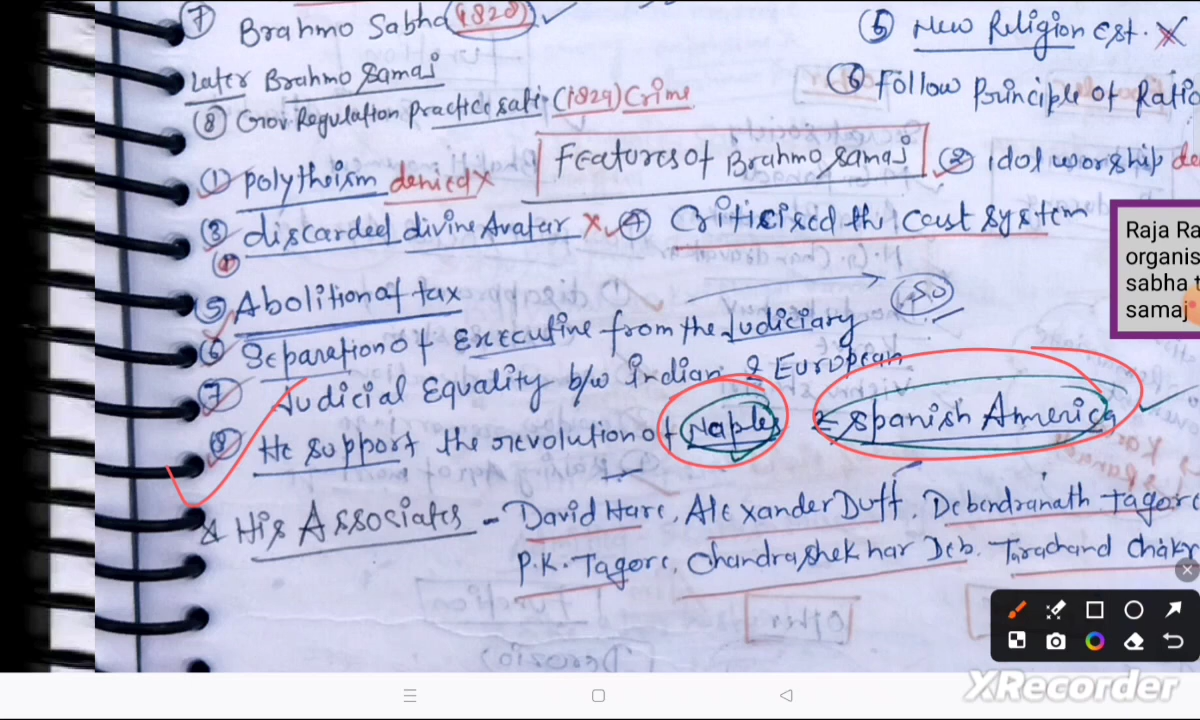 ⑦ Brahmo Sabha (1828)
⑤ New Religion Est. X
Later Brahmo Samaj
⑥ Follow Principle of Ratio
⑧ Gov. Regulation Practice sati - (1829) Crime
Features of Brahmo Samaj
① polytheism denied X
② idol worship de
③ discarded divine Avatar X
④ Criticised the cast system
⑤ Abolition of tax
⑥ Separation of Executive from the Judiciary
⑦ Judicial Equality b/w Indian & European
⑧ He support the revolution of Naples & Spanish America
* His Associates - David Hare, Alexander Duff, Debendranath Tagore
P.K. Tagore, Chandrashekhar Deb, Tarachand Chakr
Raja Ra
organis
sabha t
samaj
XRecorder